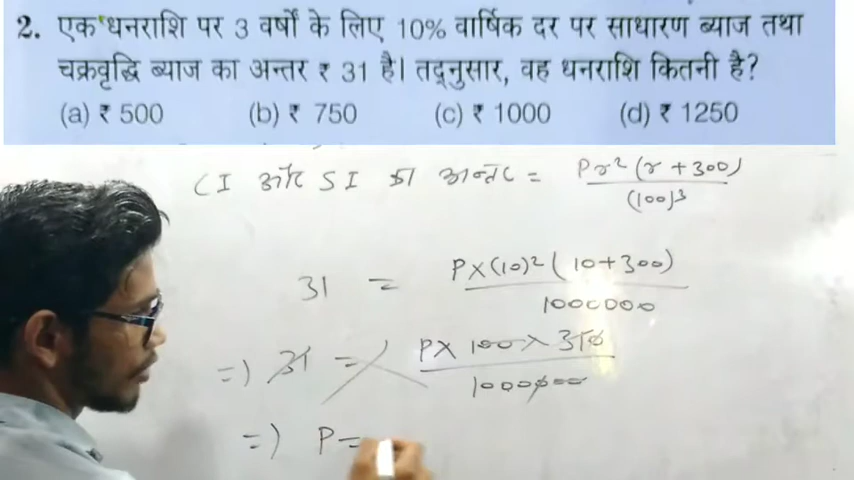 2. एक धनराशि पर 3 वर्षों के लिए 10% वार्षिक दर पर साधारण ब्याज तथा
चक्रवृद्धि ब्याज का अन्तर ₹ 31 है। तद्नुसार, वह धनराशि कितनी है?
(a) ₹ 500 (b) ₹ 750 (c) ₹ 1000 (d) ₹ 1250
CI और SI का अन्तर = Pr²(r+300) / (100)³
31 = P×(10)²(10+300) / 1000000
=) 31 = P×100×310 / 1000000
=) P=